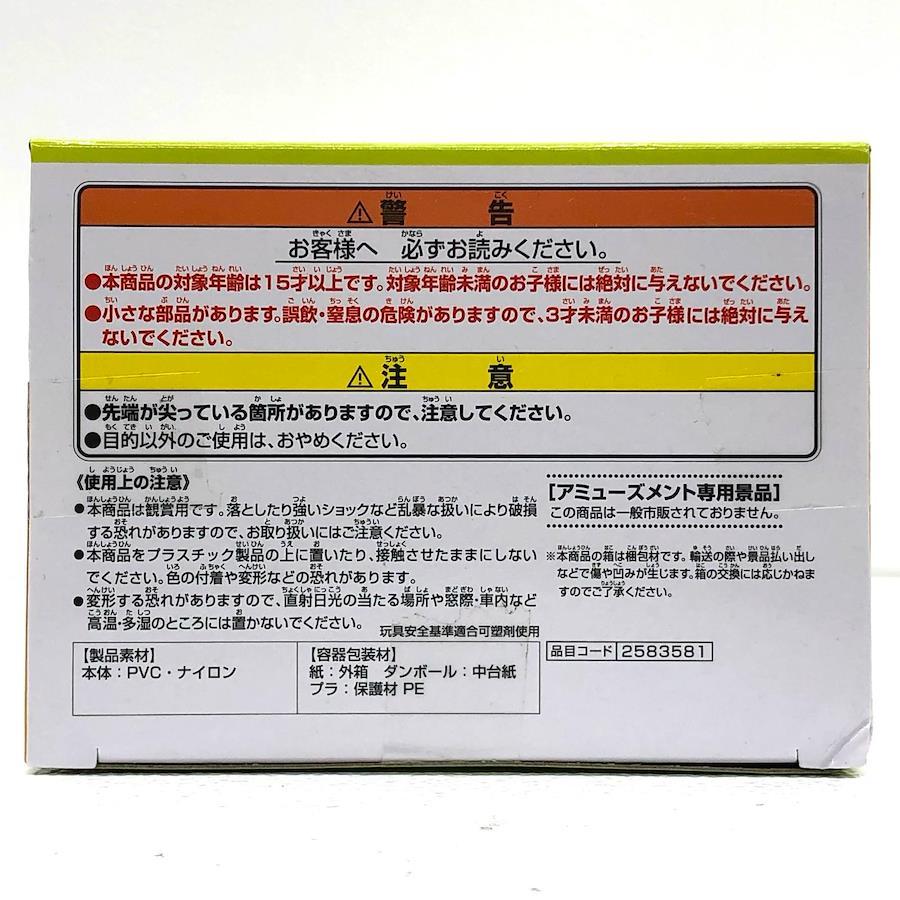 ⚠警告
お客様へ 必ずお読みください。
●本商品の対象年齢は15才以上です。対象年齢未満のお子様には絶対に与えないでください。
●小さな部品があります。誤飲・窒息の危険がありますので、3才未満のお子様には絶対に与え
ないでください。
⚠注意
●先端が尖っている箇所がありますので、注意してください。
●目的以外のご使用は、おやめください。
《使用上の注意》
●本商品は観賞用です。落としたり強いショックなど乱暴な扱いにより破損
する恐れがありますので、お取り扱いにはご注意ください。
●本商品をプラスチック製品の上に置いたり、接触させたままにしない
でください。色の付着や変形などの恐れがあります。
●変形する恐れがありますので、直射日光の当たる場所や窓際・車内など
高温・多湿のところには置かないでください。
玩具安全基準適合可塑剤使用
【製品素材】
本体:PVC・ナイロン
【容器包装材】
紙:外箱 ダンボール:中台紙
プラ:保護材 PE
[アミューズメント専用景品]
この商品は一般市販されておりません。
※本商品の箱は梱包材です。輸送の際や景品払い出し
などで傷や凹みが生じます。箱の交換には応じかねま
すのでご了承ください。
品目コード 2583581